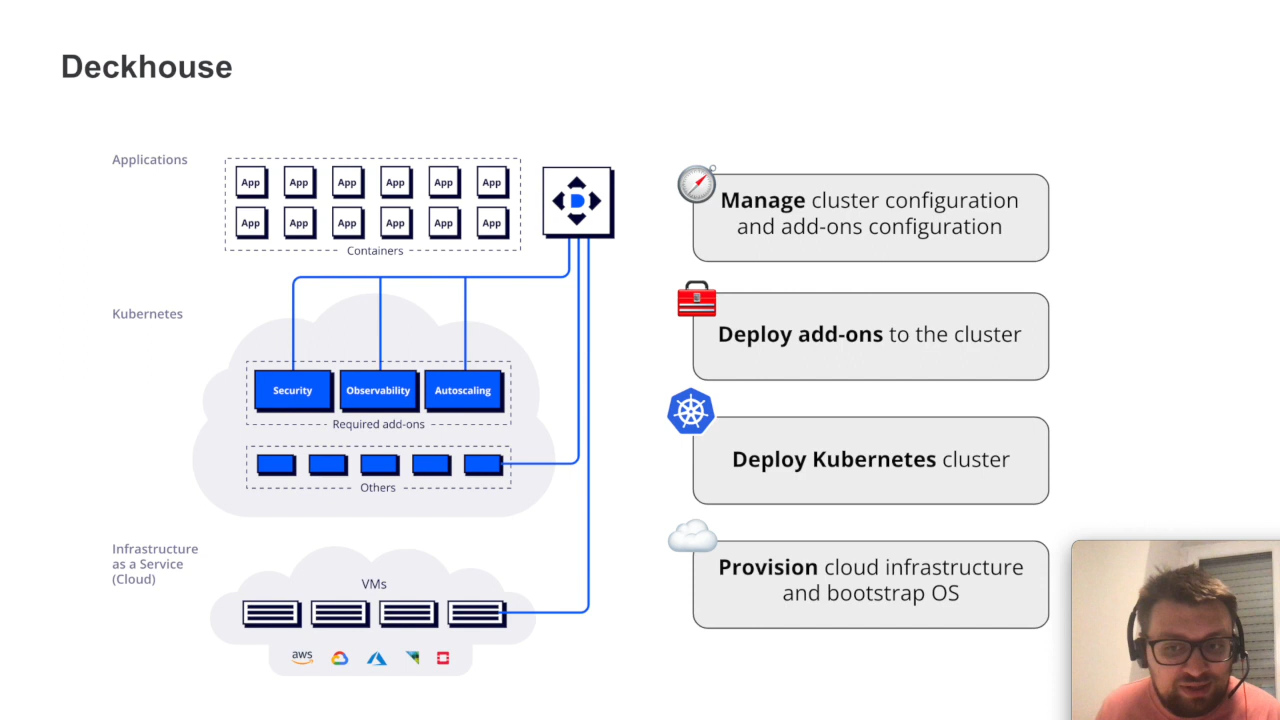 Deckhouse
Applications
App App App App App App
App App App App App App
Containers
D
Kubernetes
Security Observability Autoscaling
Required add-ons
Others
Infrastructure
as a Service
(Cloud)
VMs
aws
Manage cluster configuration
and add-ons configuration
Deploy add-ons to the cluster
Deploy Kubernetes cluster
Provision cloud infrastructure
and bootstrap OS